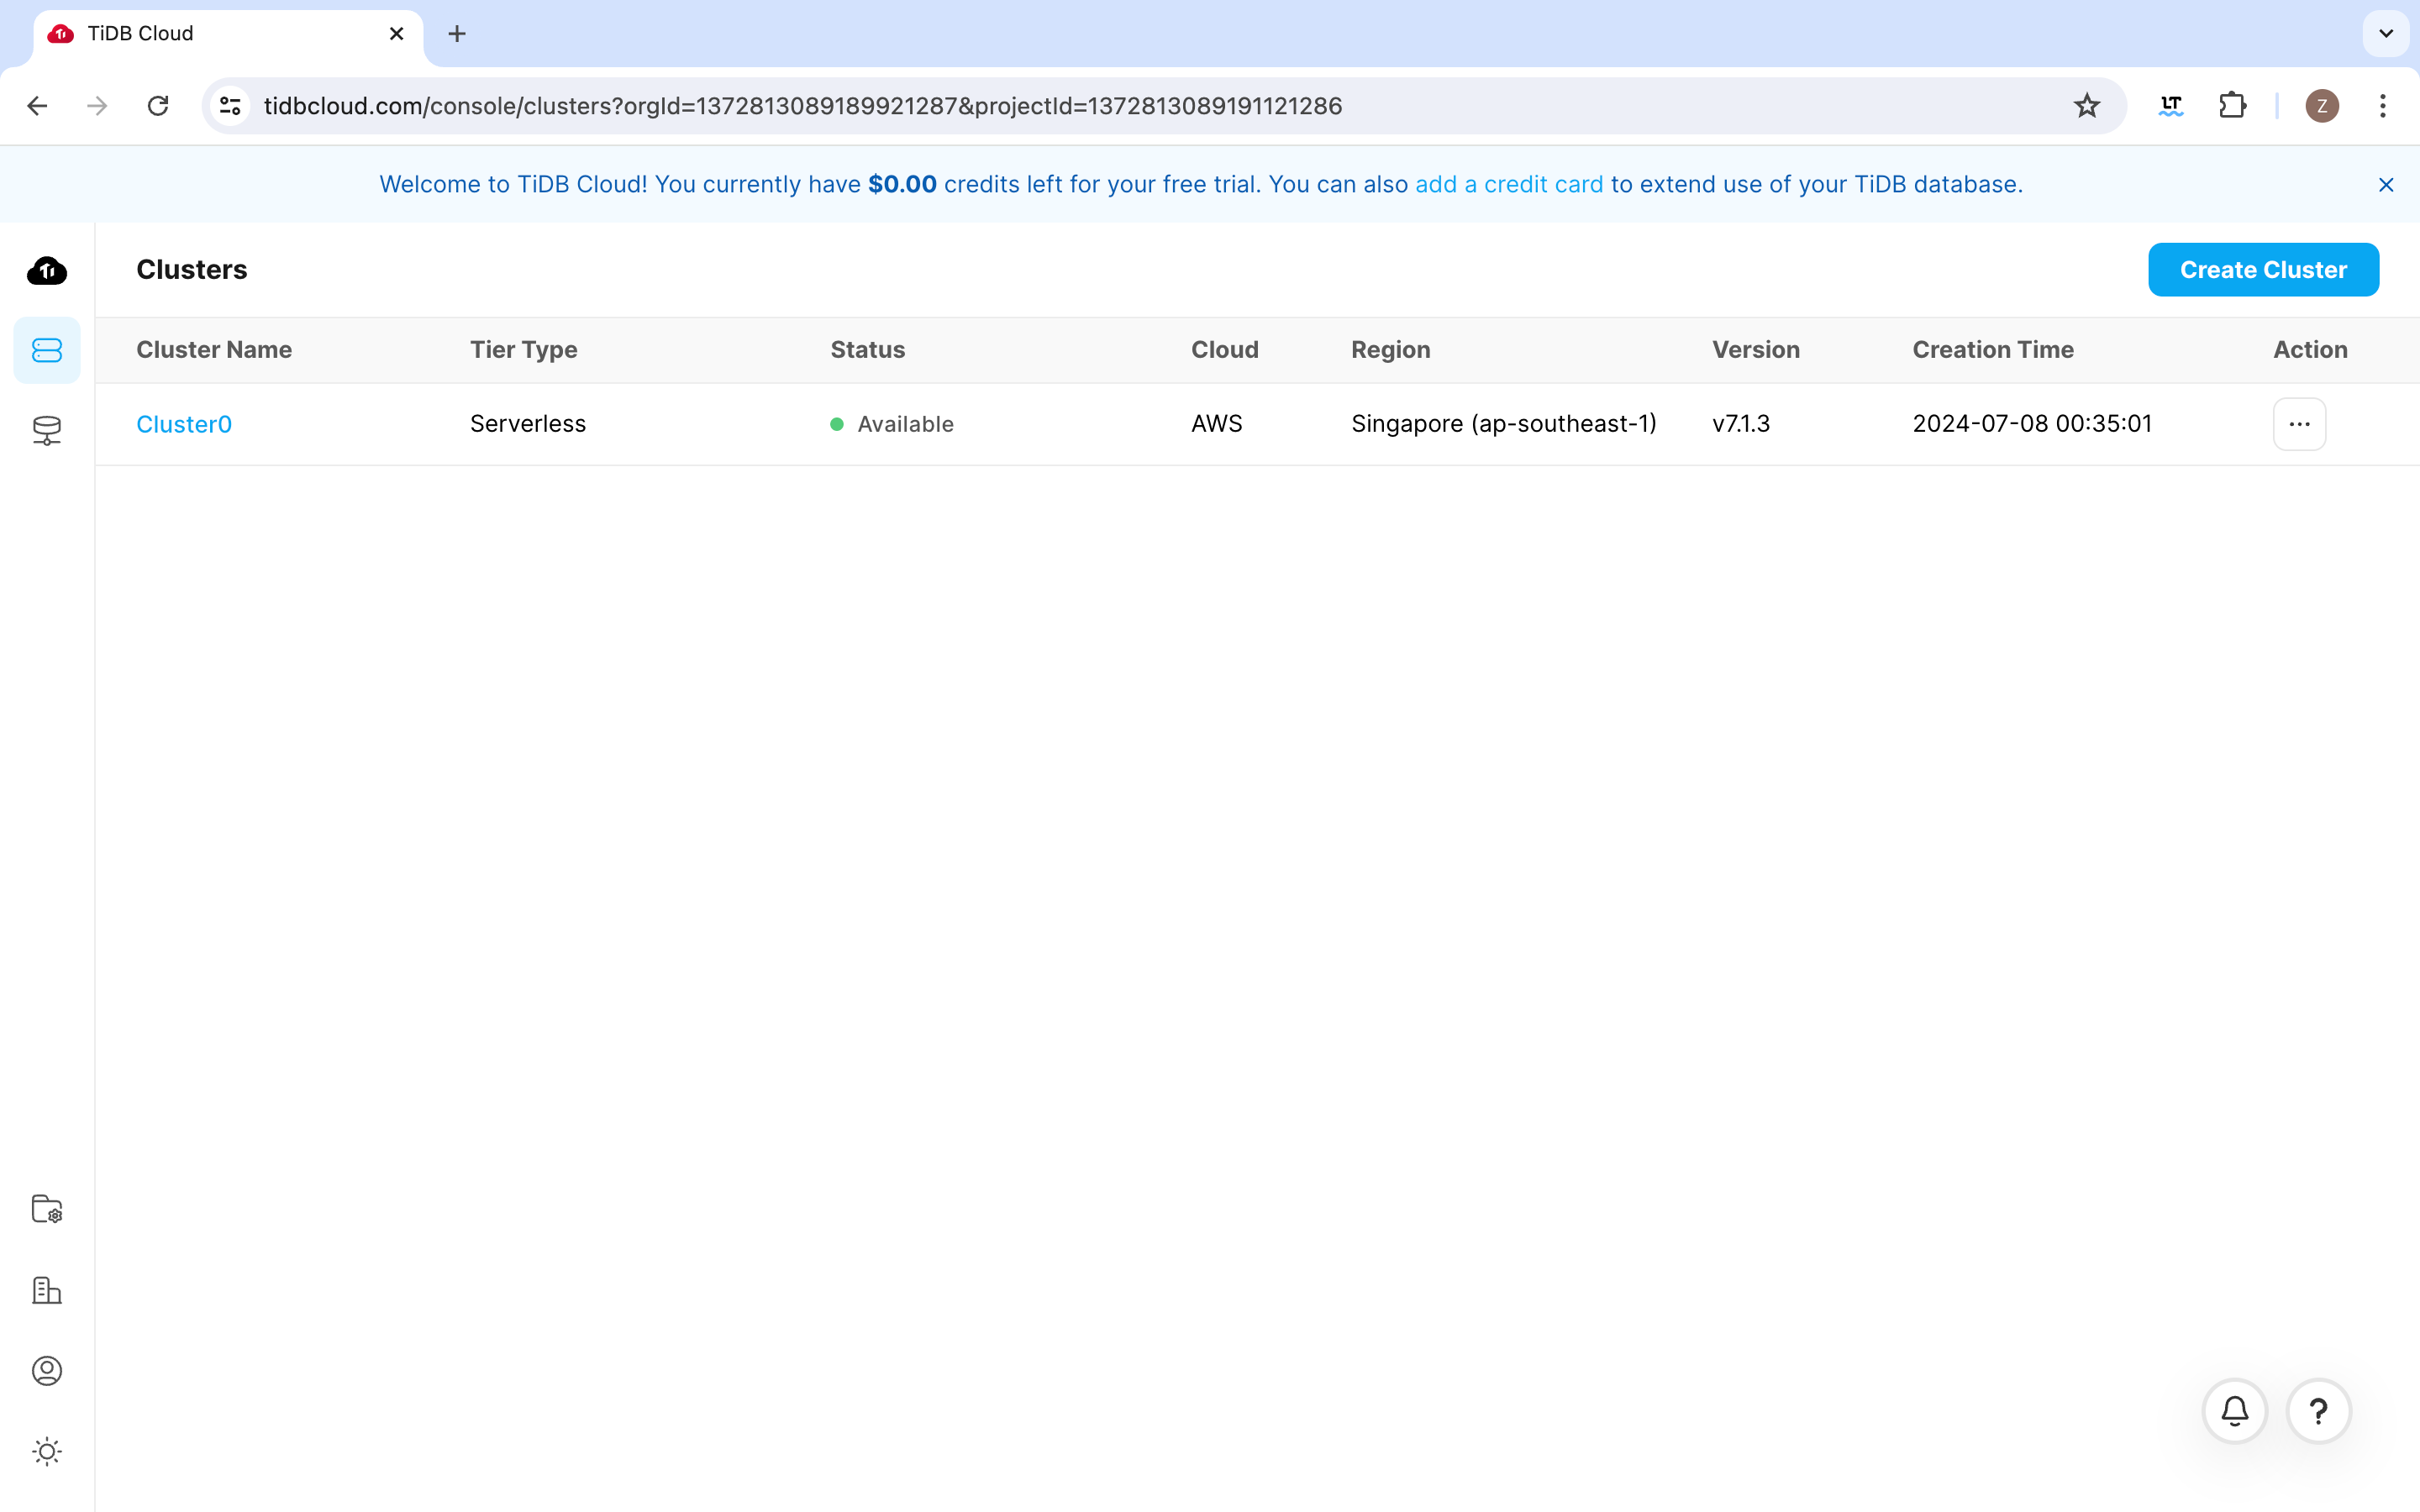 TiDB Cloud
tidbcloud.com/console/clusters?orgId=1372813089189921287&projectId=1372813089191121286
LT
Z
Welcome to TiDB Cloud! You currently have $0.00 credits left for your free trial. You can also add a credit card to extend use of your TiDB database.
Clusters
Create Cluster
Cluster Name Tier Type Status Cloud Region Version Creation Time Action
Cluster0 Serverless Available AWS Singapore (ap-southeast-1) v7.1.3 2024-07-08 00:35:01 ...
?